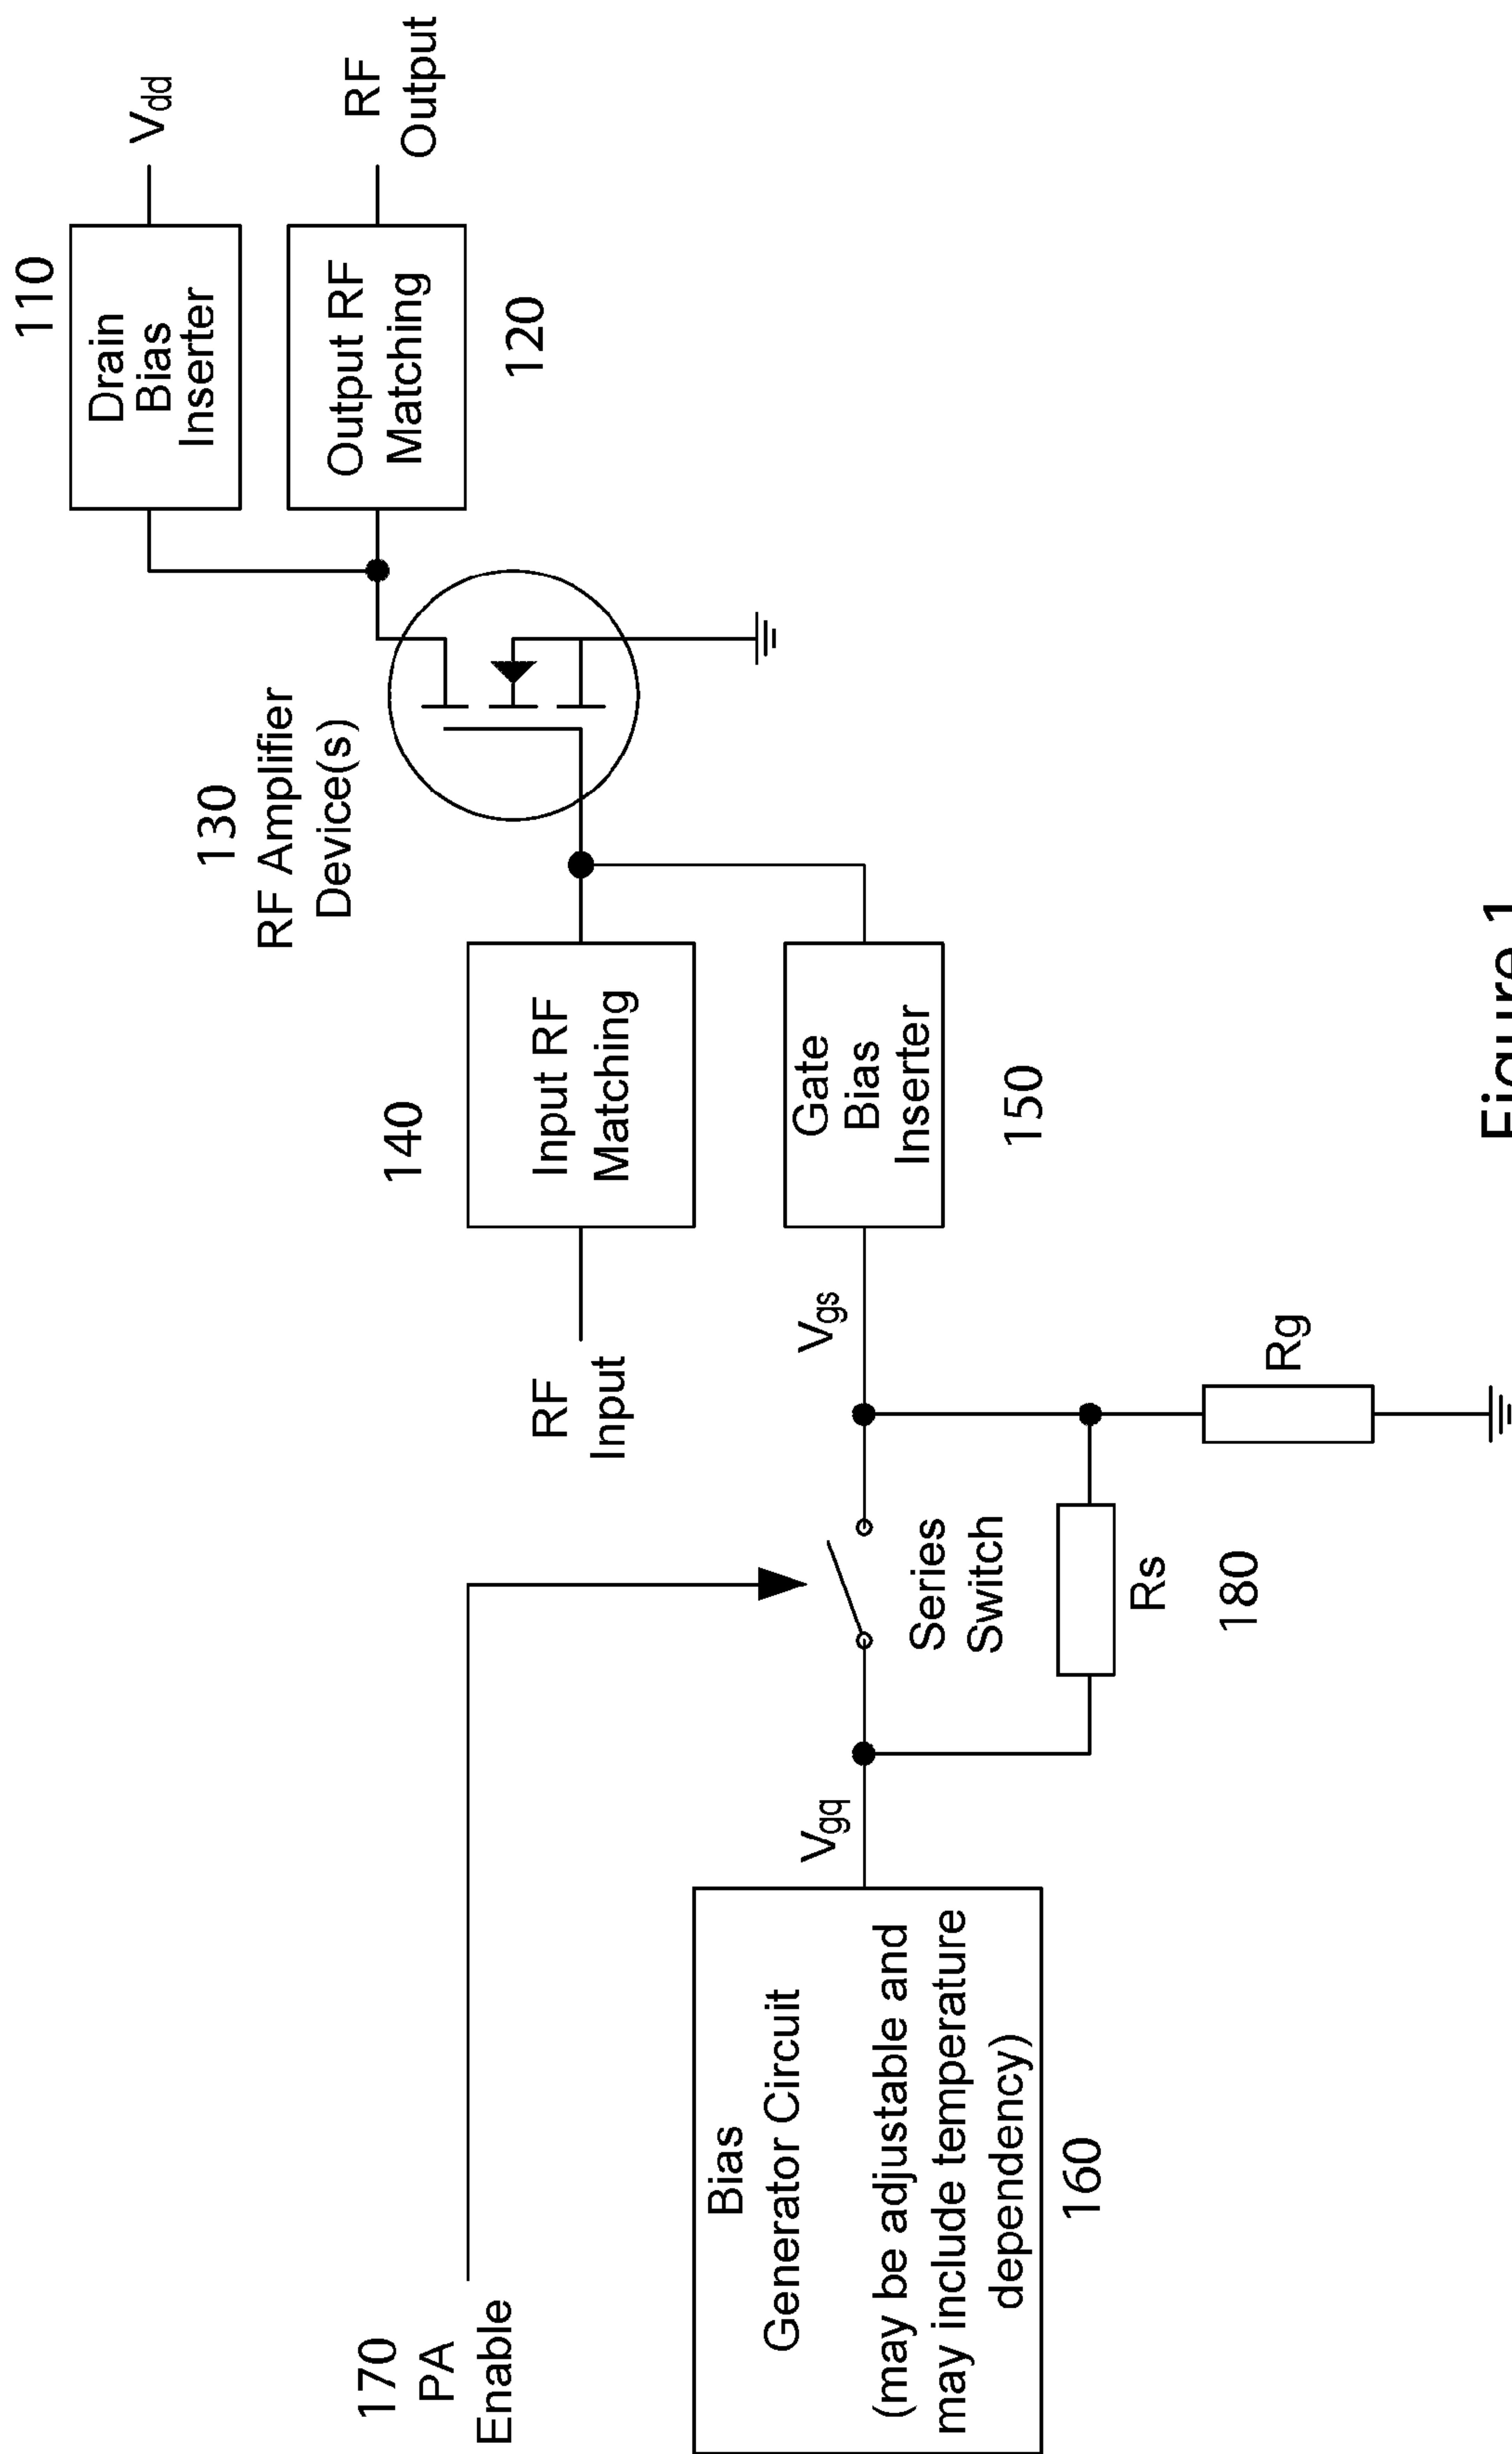 110
Drain
Bias
Inserter
Vdd
Output RF
Matching
RF
Output
120
130
RF Amplifier
Device(s)
140
Input RF
Matching
RF
Input
Gate
Bias
Inserter
150
Vgs
170
PA
Enable
Series
Switch
Rs
180
Rg
Vgq
Bias
Generator Circuit
(may be adjustable and
may include temperature
dependency)
160
Figure 1